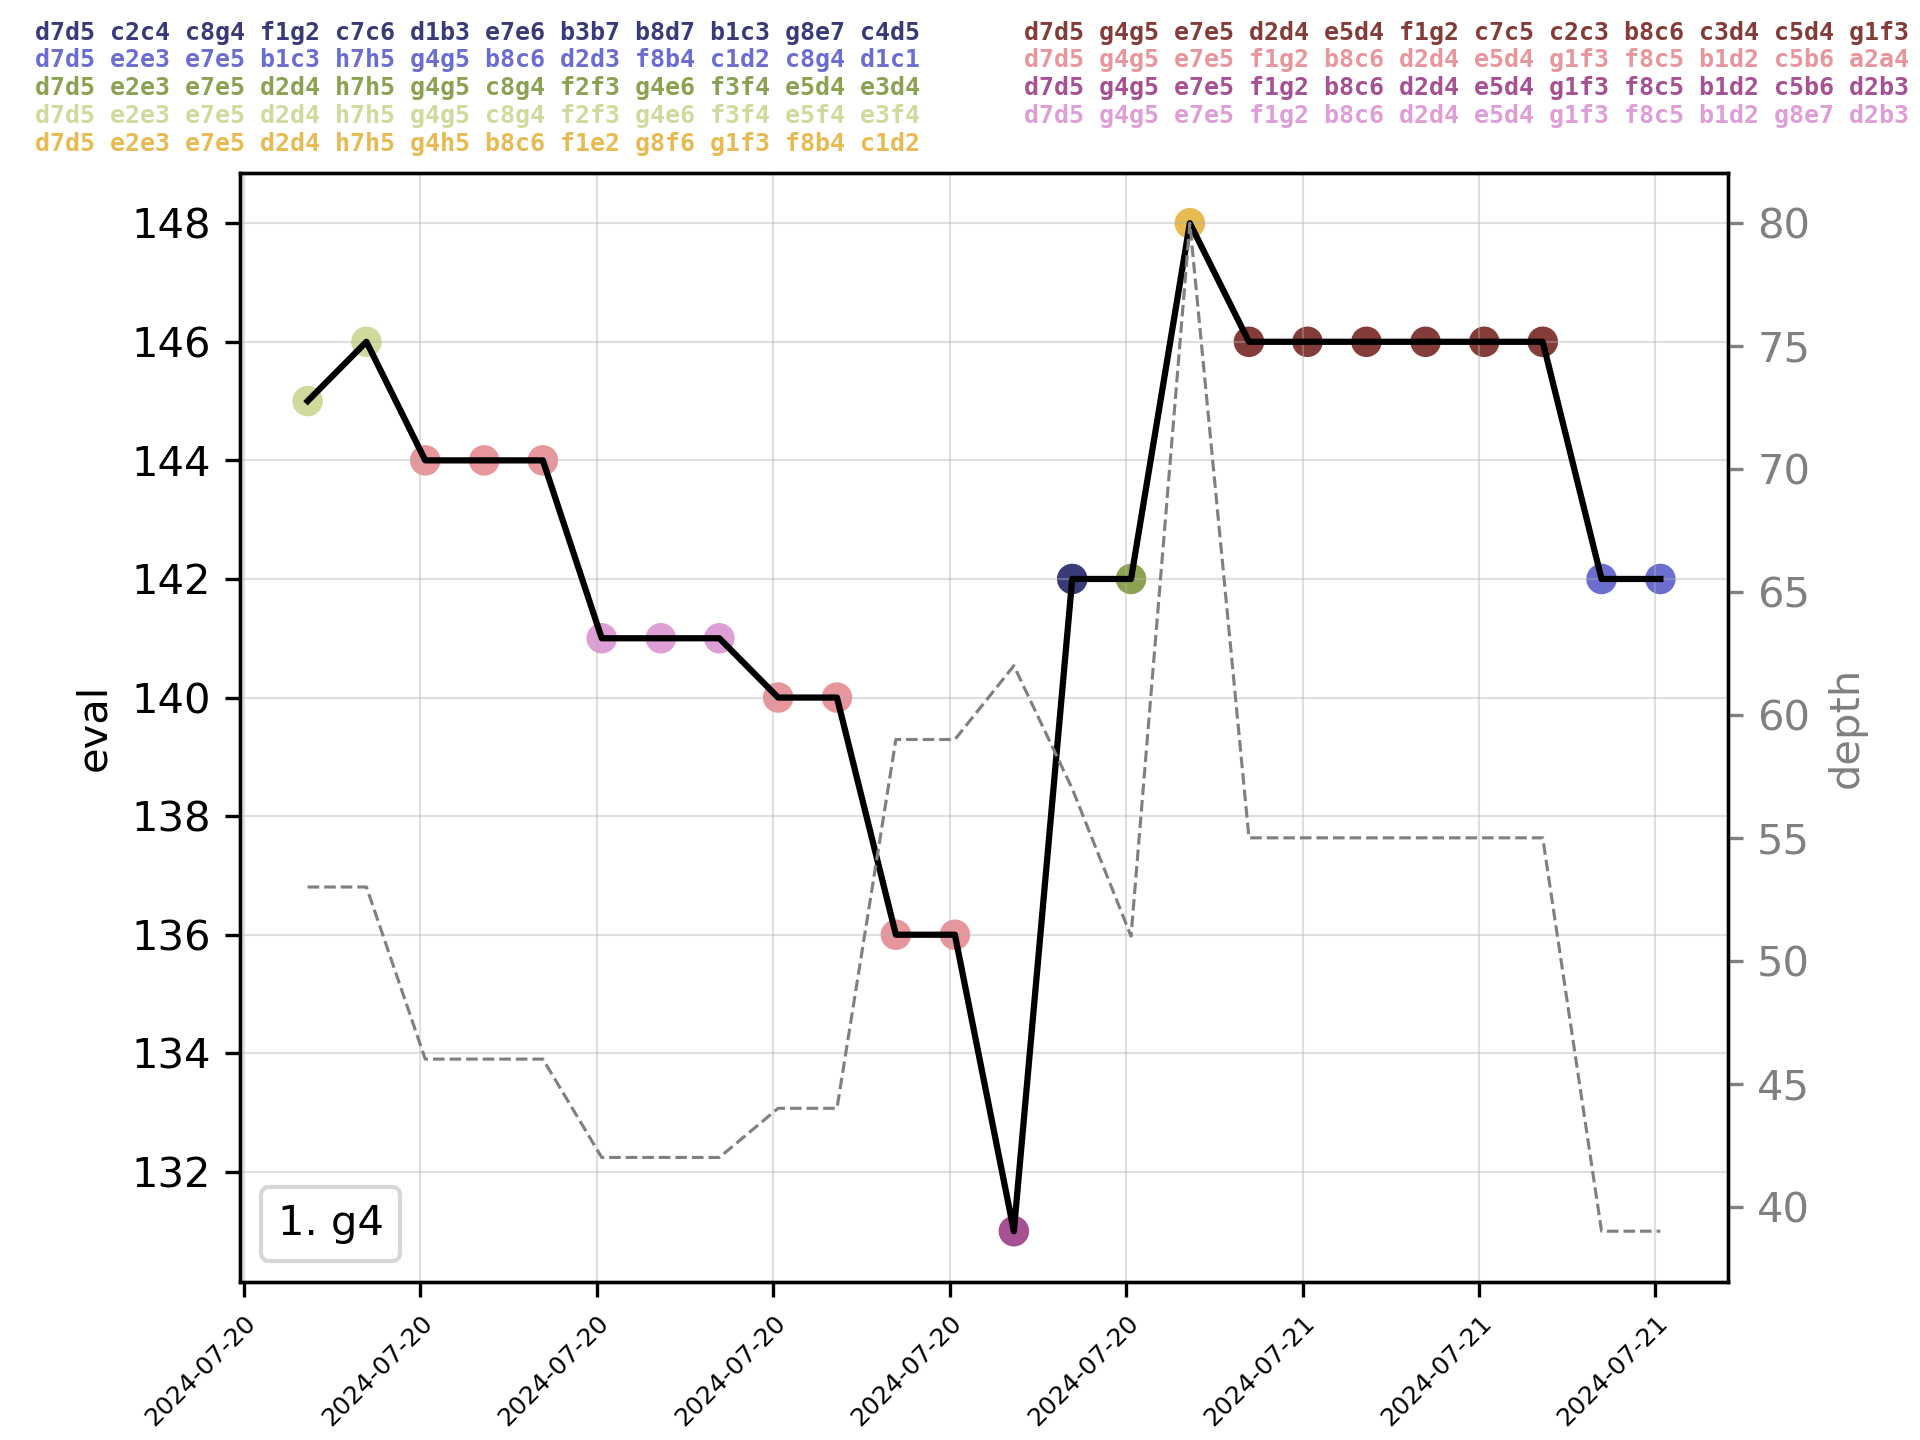 d7d5 c2c4 c8g4 f1g2 c7c6 d1b3 e7e6 b3b7 b8d7 b1c3 g8e7 c4d5
d7d5 e2e3 e7e5 b1c3 h7h5 g4g5 b8c6 d2d3 f8b4 c1d2 c8g4 d1c1
d7d5 e2e3 e7e5 d2d4 h7h5 g4g5 c8g4 f2f3 g4e6 f3f4 e5d4 e3d4
d7d5 e2e3 e7e5 d2d4 h7h5 g4g5 c8g4 f2f3 g4e6 f3f4 e5f4 e3f4
d7d5 e2e3 e7e5 d2d4 h7h5 g4h5 b8c6 f1e2 g8f6 g1f3 f8b4 c1d2
d7d5 g4g5 e7e5 d2d4 e5d4 f1g2 c7c5 c2c3 b8c6 c3d4 c5d4 g1f3
d7d5 g4g5 e7e5 f1g2 b8c6 d2d4 e5d4 g1f3 f8c5 b1d2 c5b6 a2a4
d7d5 g4g5 e7e5 f1g2 b8c6 d2d4 e5d4 g1f3 f8c5 b1d2 c5b6 d2b3
d7d5 g4g5 e7e5 f1g2 b8c6 d2d4 e5d4 g1f3 f8c5 b1d2 g8e7 d2b3
148
146
144
142
140
138
136
134
132
eval
80
75
70
65
60
55
50
45
40
depth
1. g4
2024-07-20
2024-07-20
2024-07-20
2024-07-20
2024-07-20
2024-07-20
2024-07-21
2024-07-21
2024-07-21